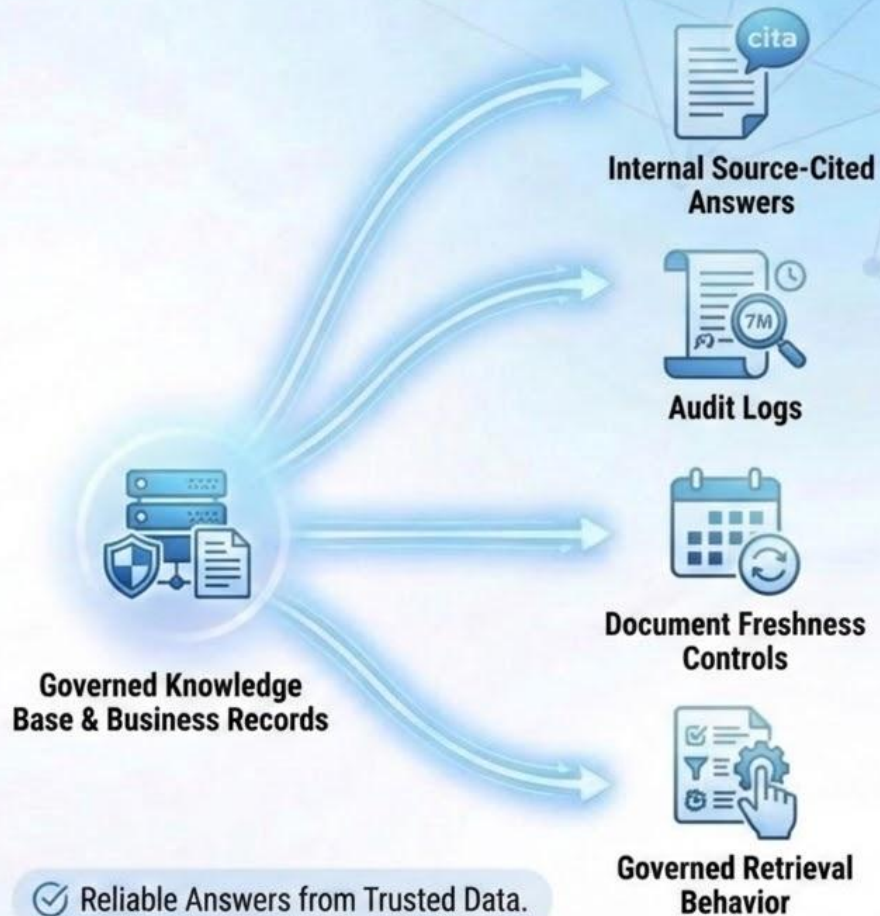 cita
Internal Source-Cited
Answers
7M
Audit Logs
Document Freshness
Controls
Governed Knowledge
Base & Business Records
Governed Retrieval
Behavior
Reliable Answers from Trusted Data.